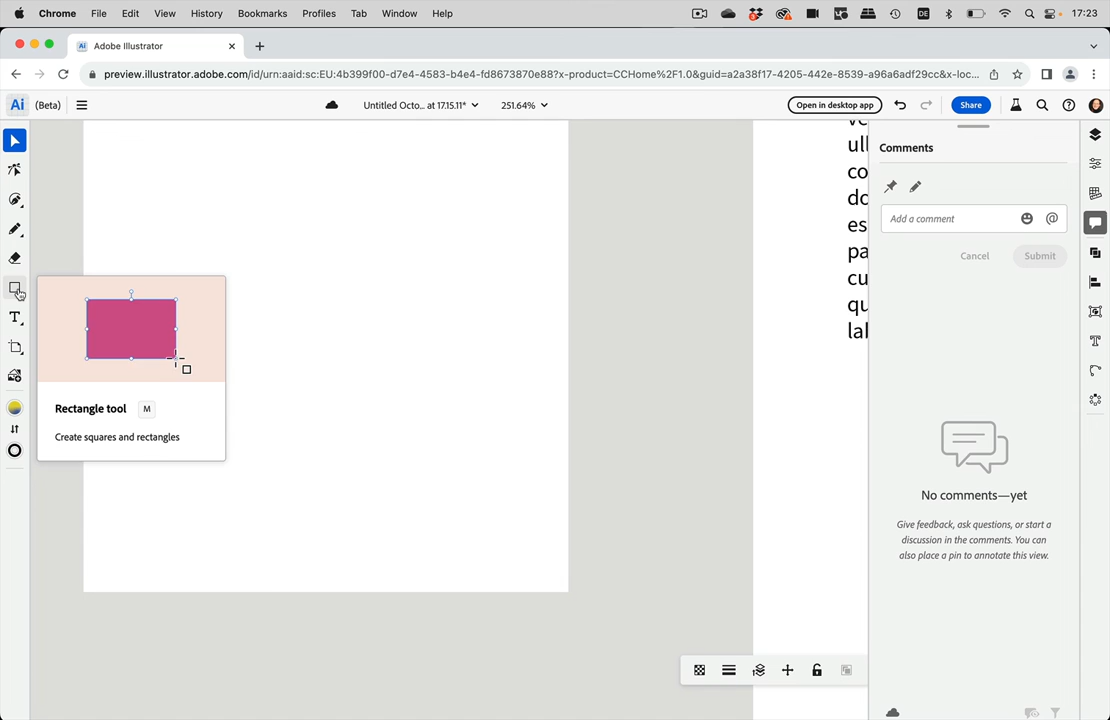 Chrome File Edit View History Bookmarks Profiles Tab Window Help DE 17:23
Adobe Illustrator
preview.illustrator.adobe.com/id/urn:aaid:sc:EU:4b399f00-d7e4-4583-b4e4-fd8673870e88?x-product=CCHome%2F1.0&guid=a2a38f17-4205-442e-8539-a96a6adf29cc&x-loc...
Ai (Beta) Untitled Octo... at 17.15.11* 251.64% Open in desktop app Share
ull
co
do
es
pa
cu
qu
Comments
Add a comment
Cancel Submit
Rectangle tool M
Create squares and rectangles
No comments—yet
Give feedback, ask questions, or start a
discussion in the comments. You can
also place a pin to annotate this view.